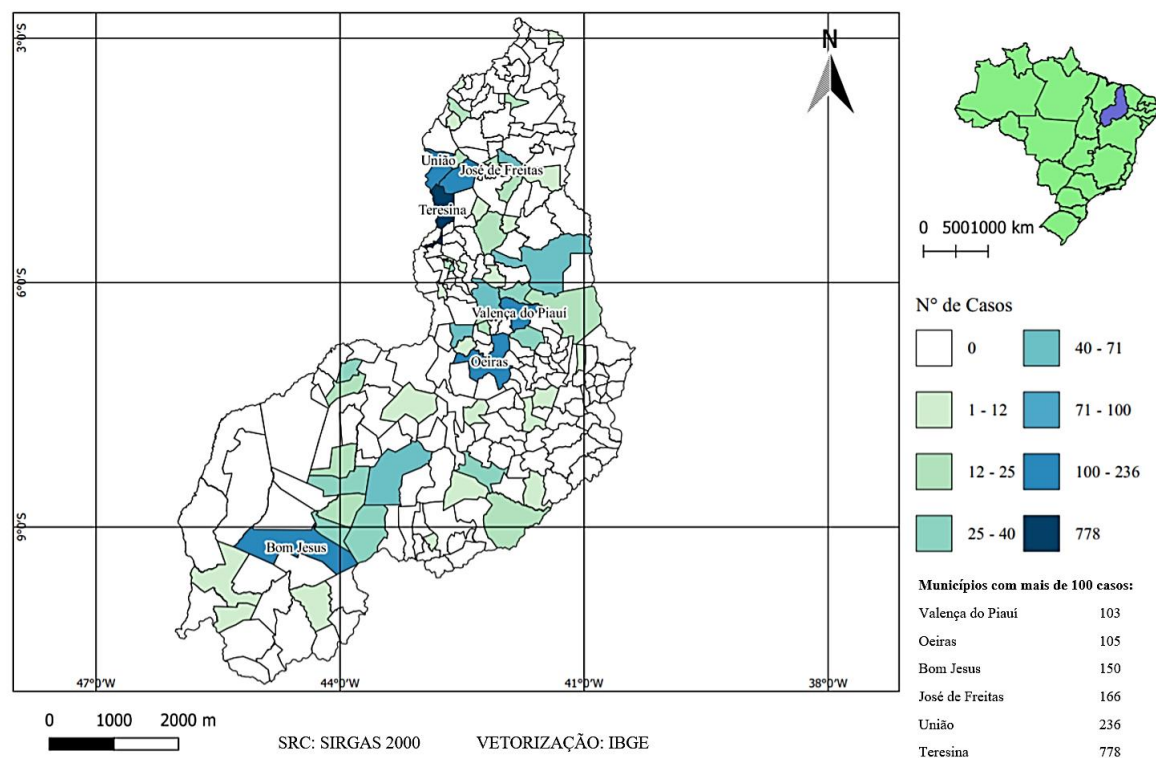 3°0'S
6°0'S
9°0'S
N
União
José de Freitas
Teresina
Valença do Piauí
Oeiras
Bom Jesus
47°0'W
44°0'W
41°0'W
38°0'W
0 1000 2000 m
SRC: SIRGAS 2000 VETORIZAÇÃO: IBGE
0 5001000 km
N° de Casos
0 40 - 71
1 - 12 71 - 100
12 - 25 100 - 236
25 - 40 778
Municípios com mais de 100 casos:
Valença do Piauí 103
Oeiras 105
Bom Jesus 150
José de Freitas 166
União 236
Teresina 778